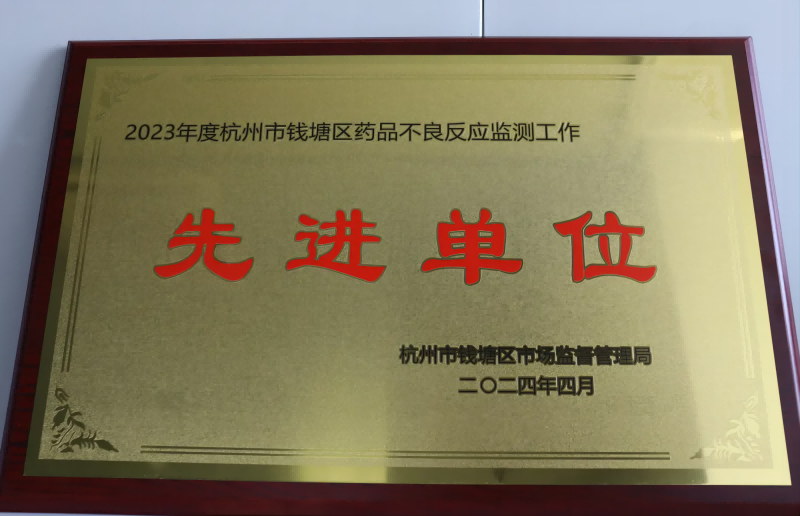 2023年度杭州市钱塘区药品不良反应监测工作
先进单位
杭州市钱塘区市场监督管理局
二〇二四年四月